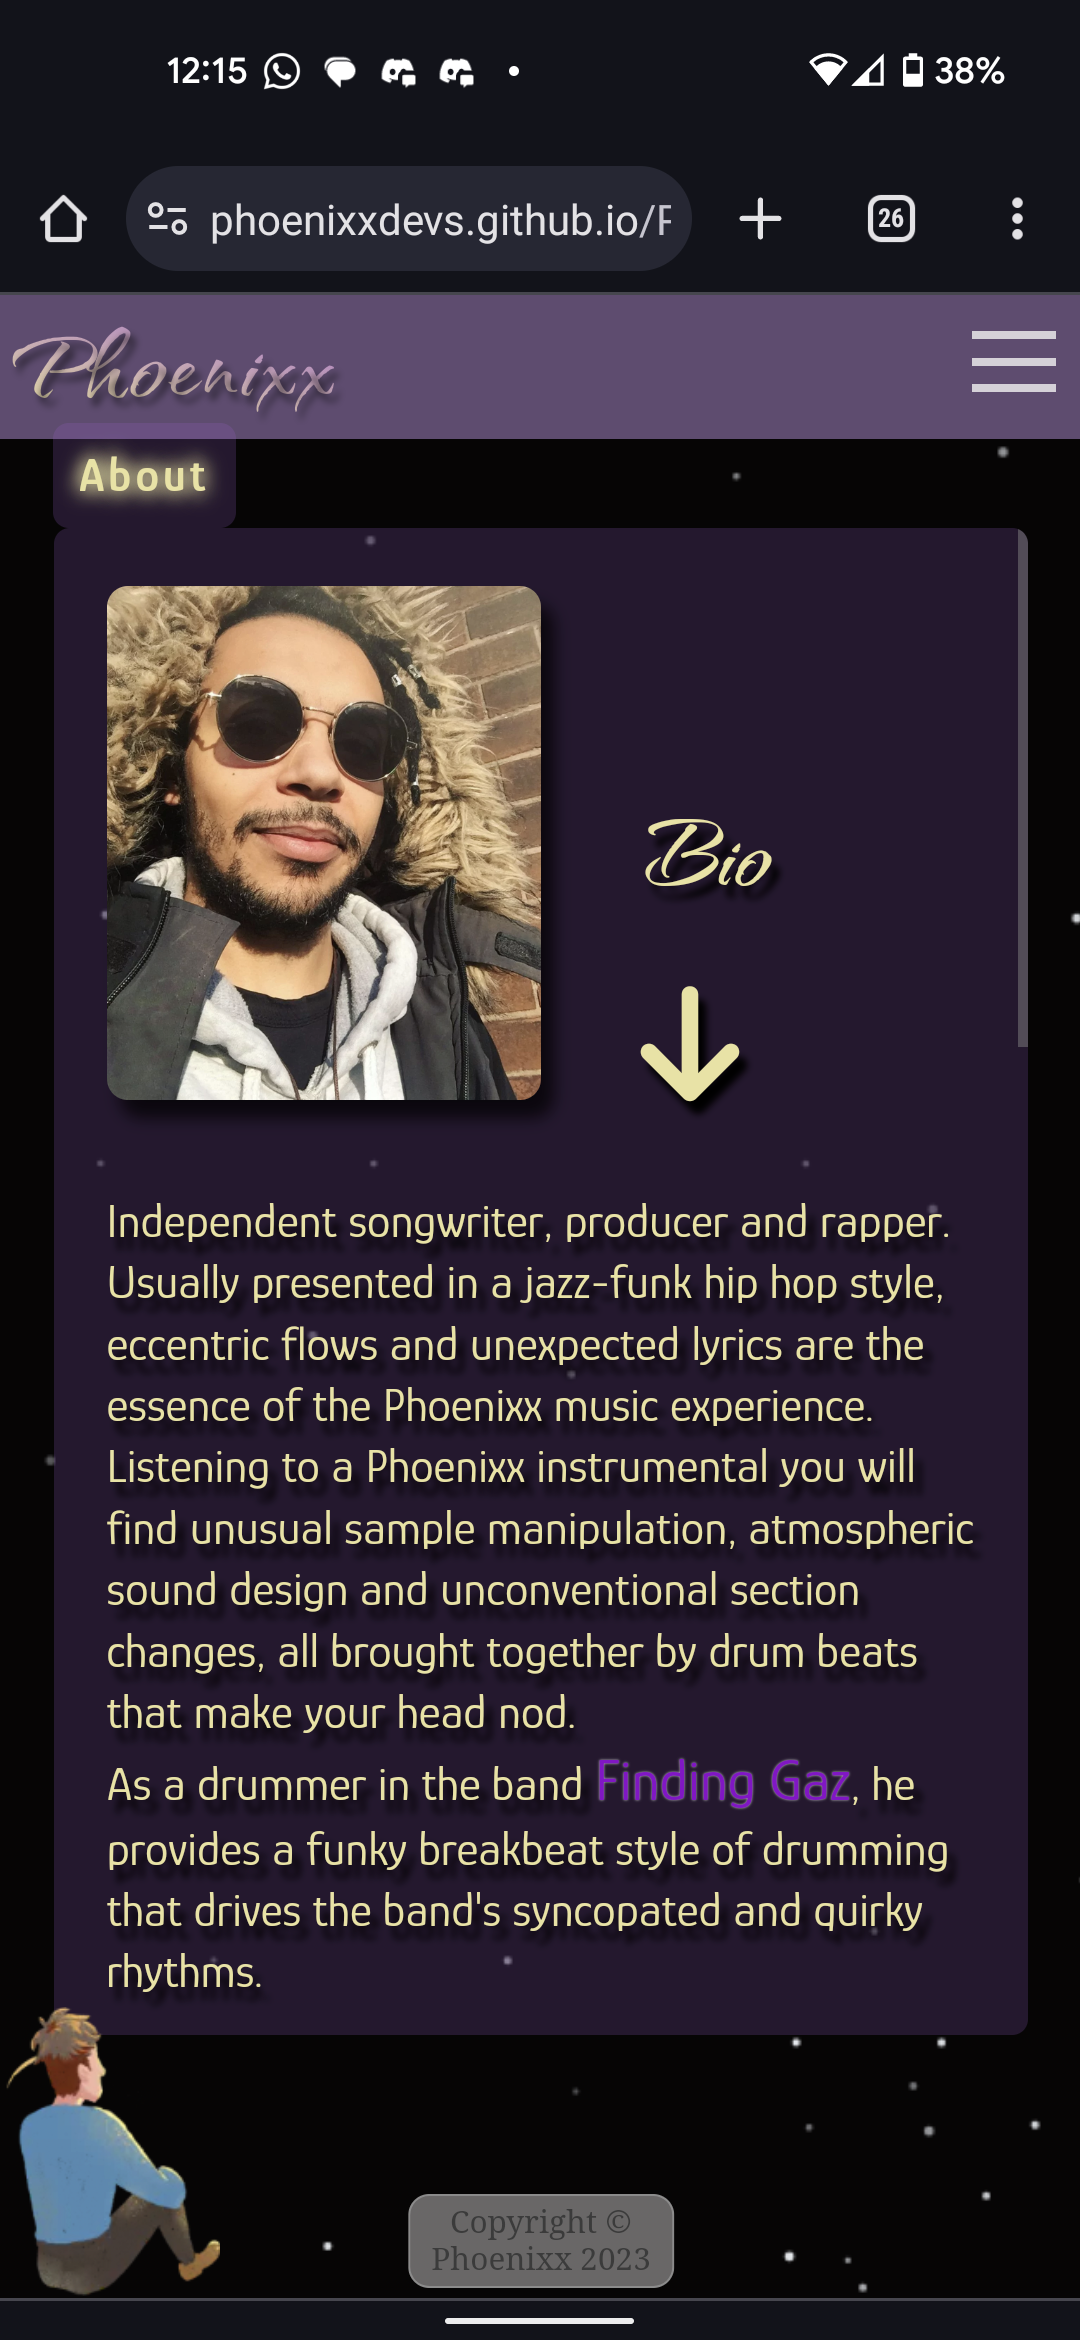 12:15
38%
phoenixxdevs.github.io/F
26
Phoenixx
About
Bio
Independent songwriter, producer and rapper.
Usually presented in a jazz-funk hip hop style,
eccentric flows and unexpected lyrics are the
essence of the Phoenixx music experience.
Listening to a Phoenixx instrumental you will
find unusual sample manipulation, atmospheric
sound design and unconventional section
changes, all brought together by drum beats
that make your head nod.
As a drummer in the band Finding Gaz, he
provides a funky breakbeat style of drumming
that drives the band's syncopated and quirky
rhythms.
Copyright ©
Phoenixx 2023